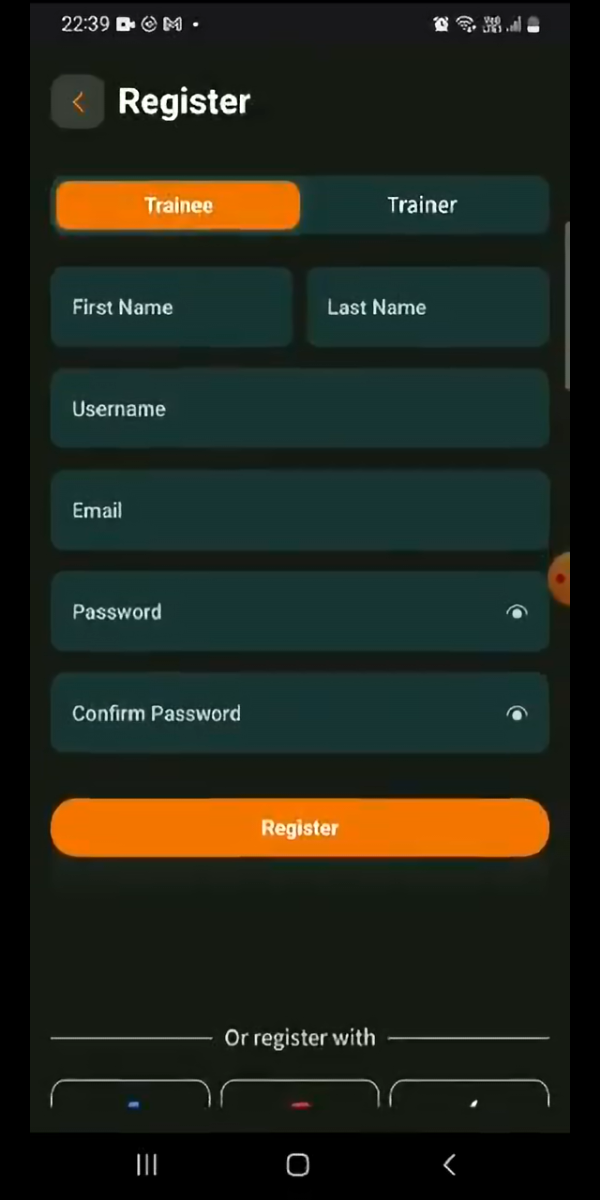 22:39
Register
Trainee Trainer
First Name Last Name
Username
Email
Password
Confirm Password
Register
Or register with